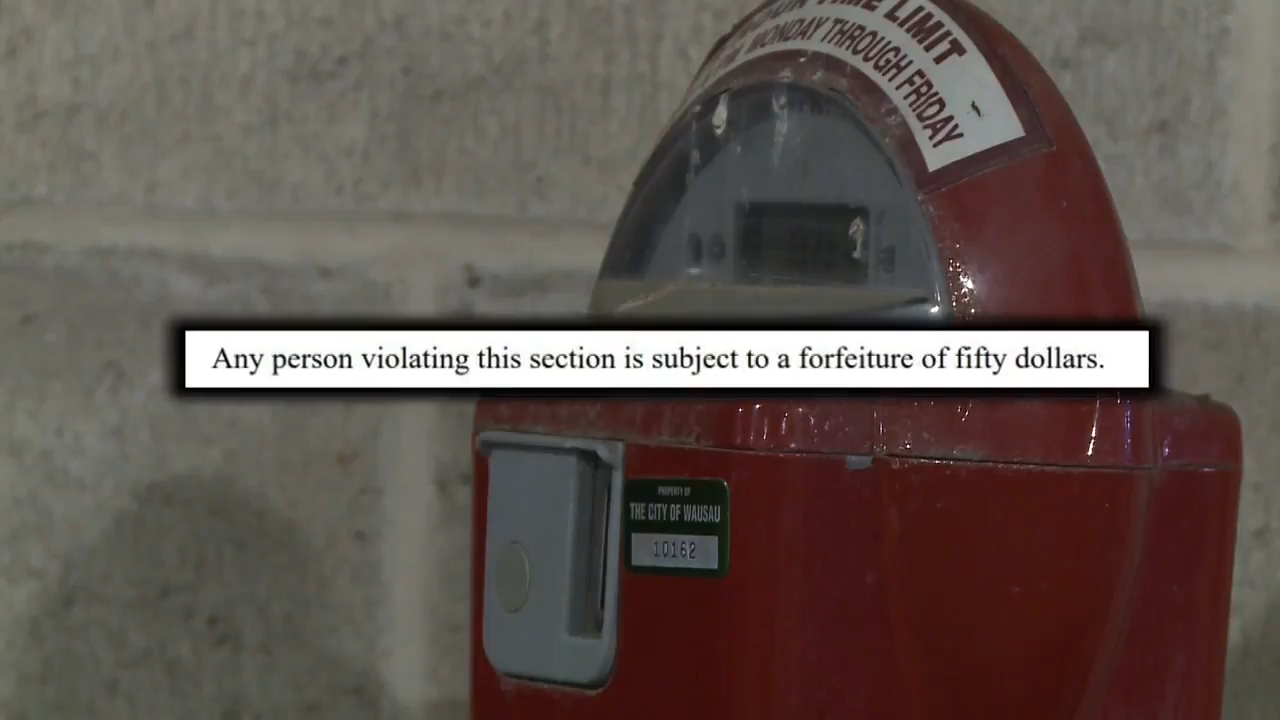 TIME LIMIT
MONDAY THROUGH FRIDAY
Any person violating this section is subject to a forfeiture of fifty dollars.
PROPERTY OF
THE CITY OF WAUSAU
10162